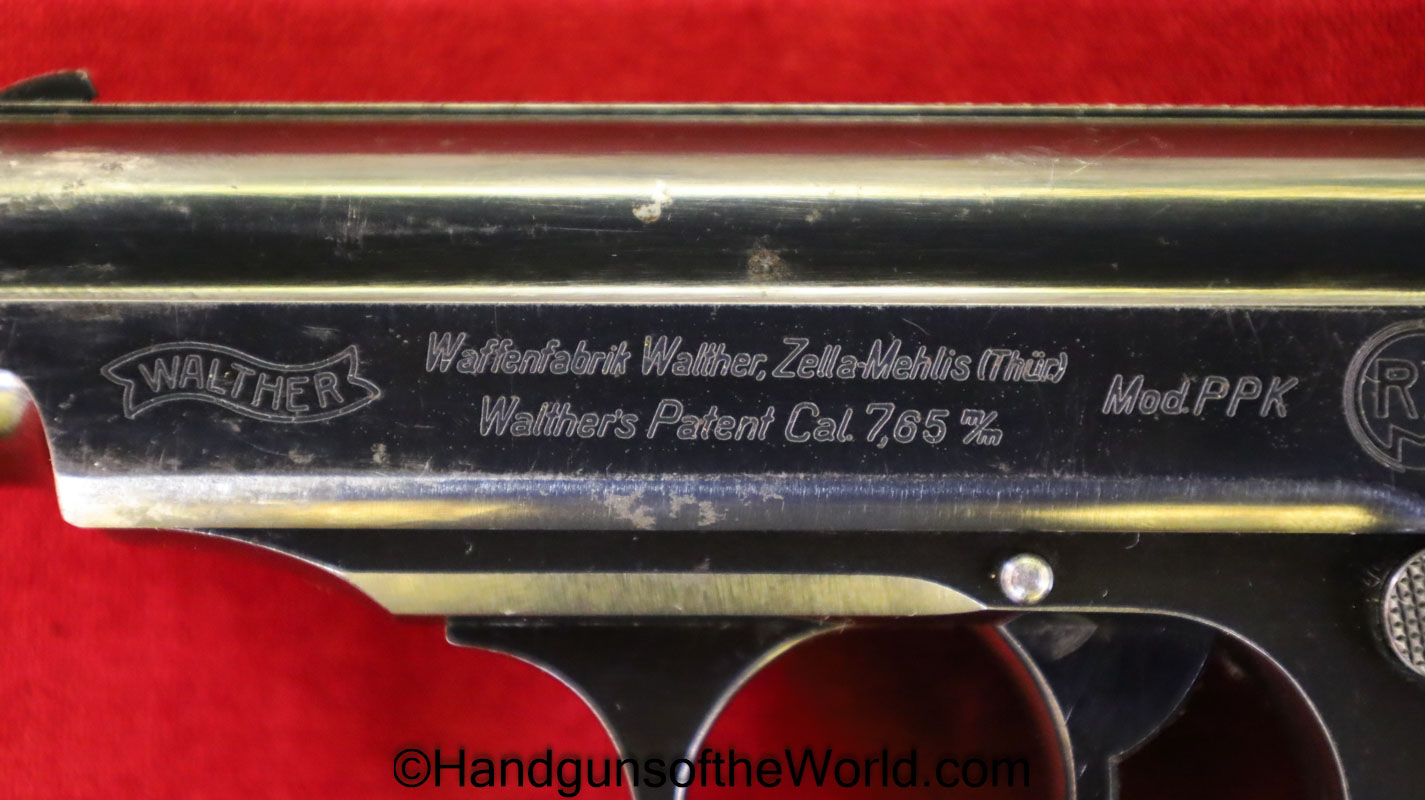 WALTHER
Waffenfabrik Walther, Zella-Mehlis (Thür)
Walther's Patent Cal. 7,65 m/m
Mod. PPK
©HandgunsoftheWorld.com